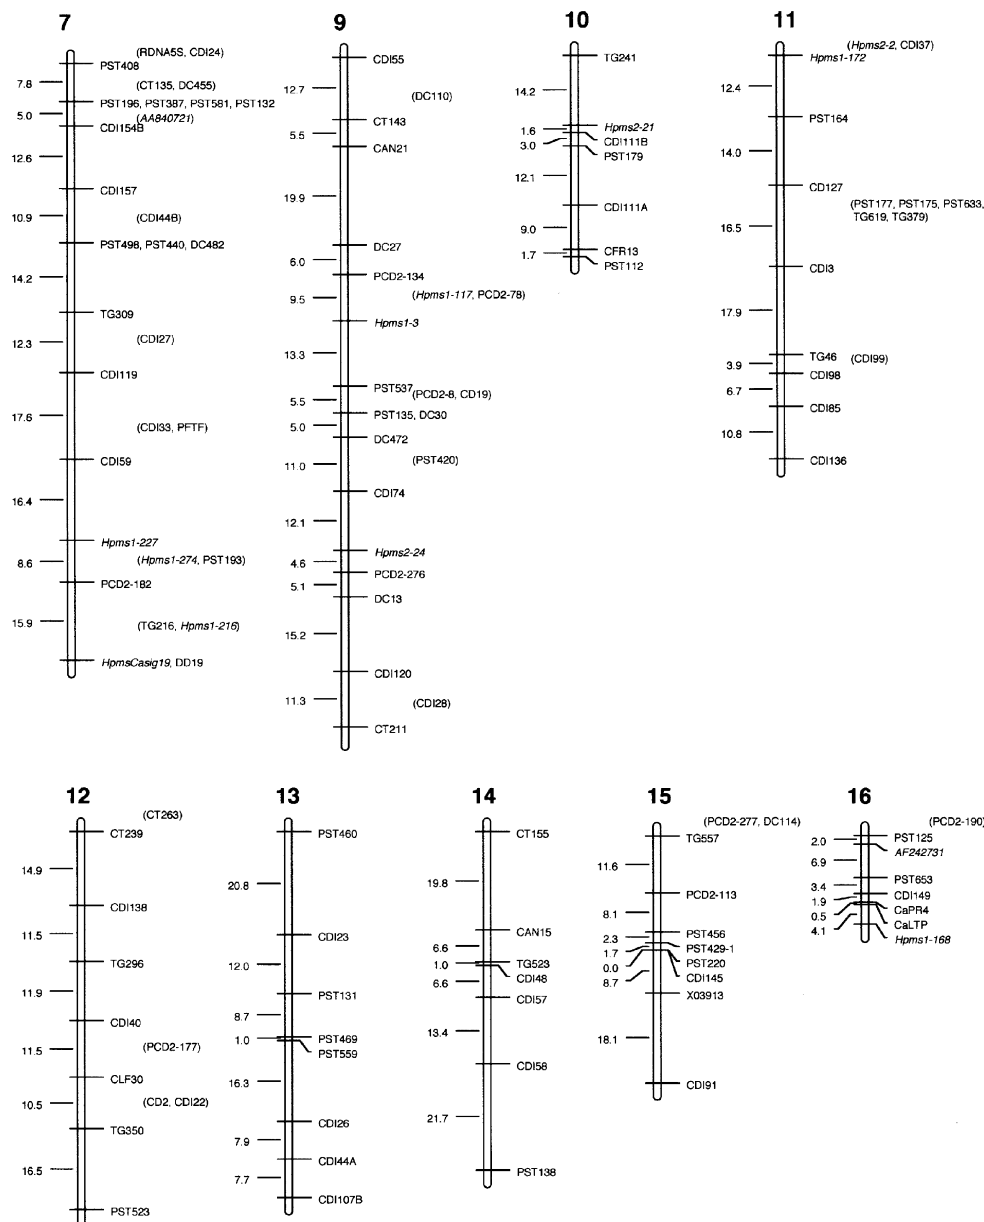 7
(RDNA5S, CDI24)
PST408
7.8
(CT135, DC455)
PST196, PST387, PST581, PST132
5.0
(AA840721)
CDI154B
12.6
CDI157
10.9
(CDI44B)
PST498, PST440, DC482
14.2
TG309
12.3
(CDI27)
CDI119
17.6
(CDI33, PFTF)
CDI59
16.4
Hpms1-227
8.6
(Hpms1-274, PST193)
PCD2-182
15.9
(TG216, Hpms1-216)
HpmsCasig19, DD19
9
CDI55
12.7
(DC110)
CT143
5.5
CAN21
19.9
DC27
6.0
PCD2-134
9.5
(Hpms1-117, PCD2-78)
Hpms1-3
13.3
PST537
(PCD2-8, CD19)
5.5
PST135, DC30
5.0
DC472
11.0
(PST420)
CDI74
12.1
Hpms2-24
4.6
PCD2-276
5.1
DC13
15.2
CDI120
11.3
(CDI28)
CT211
10
TG241
14.2
Hpms2-21
1.6
CDI111B
3.0
PST179
12.1
CDI111A
9.0
CFR13
1.7
PST112
11
(Hpms2-2, CDI37)
Hpms1-172
12.4
PST164
14.0
CD127
(PST177, PST175, PST633,
TG619, TG379)
16.5
CDI3
17.9
TG46
(CDI99)
3.9
CDI98
6.7
CDI85
10.8
CDI136
12
(CT263)
CT239
14.9
CDI138
11.5
TG296
11.9
CDI40
11.5
(PCD2-177)
CLF30
10.5
(CD2, CDI22)
TG350
16.5
PST523
13
PST460
20.8
CDI23
12.0
PST131
8.7
1.0
PST469
PST559
16.3
CDI26
7.9
CDI44A
7.7
CDI107B
14
CT155
19.8
CAN15
6.6
1.0
TG523
CDI48
6.6
CDI57
13.4
CDI58
21.7
PST138
15
(PCD2-277, DC114)
TG557
11.6
PCD2-113
8.1
PST456
2.3
PST429-1
1.7
PST220
0.0
CDI145
8.7
X03913
18.1
CDI91
16
(PCD2-190)
PST125
2.0
AF242731
6.9
PST653
3.4
CDI149
1.9
CaPR4
0.5
CaLTP
4.1
Hpms1-168